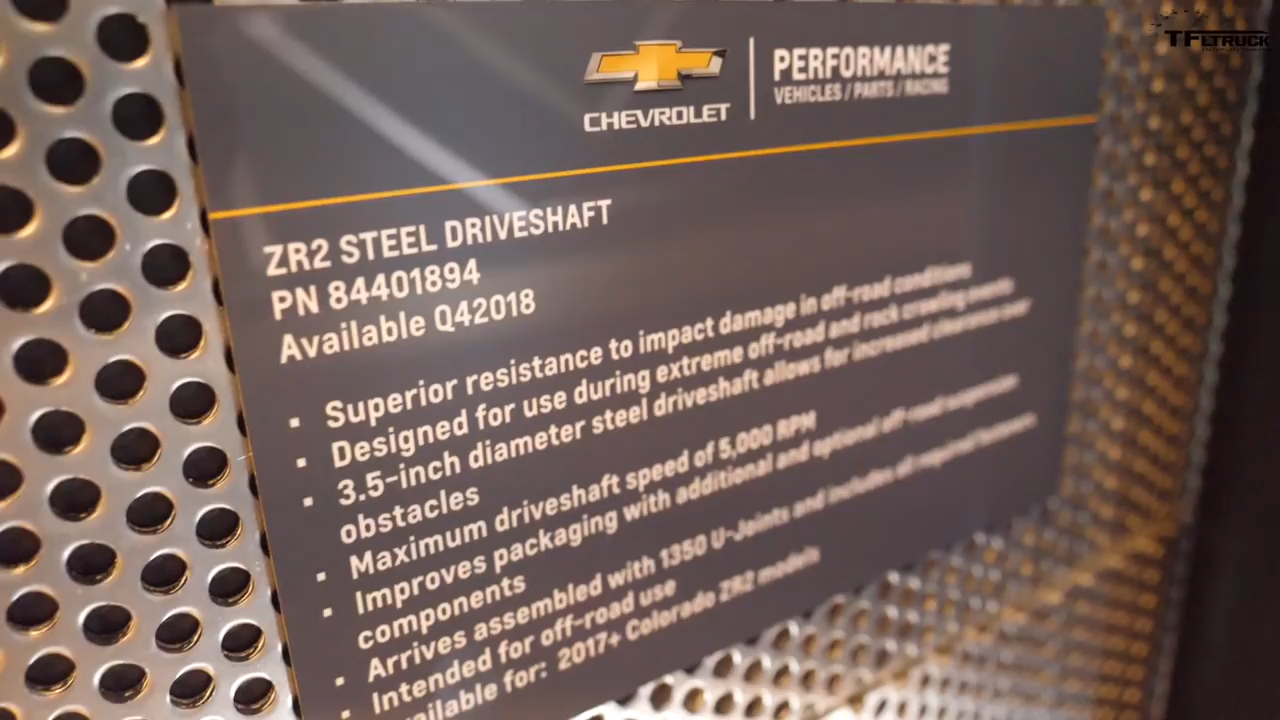 TFLTRUCK
CHEVROLET
PERFORMANCE
VEHICLES / PARTS / RACING
ZR2 STEEL DRIVESHAFT
PN 84401894
Available Q42018
▪ Superior resistance to impact damage in off-road conditions
▪ Designed for use during extreme off-road and rock crawling events
▪ 3.5-inch diameter steel driveshaft allows for increased clearance over
obstacles
▪ Maximum driveshaft speed of 5,000 RPM
▪ Improves packaging with additional and optional off-road suspension
components
▪ Arrives assembled with 1350 U-Joints and includes all required
▪ Intended for off-road use
for: 2017+ Colorado ZR2 models